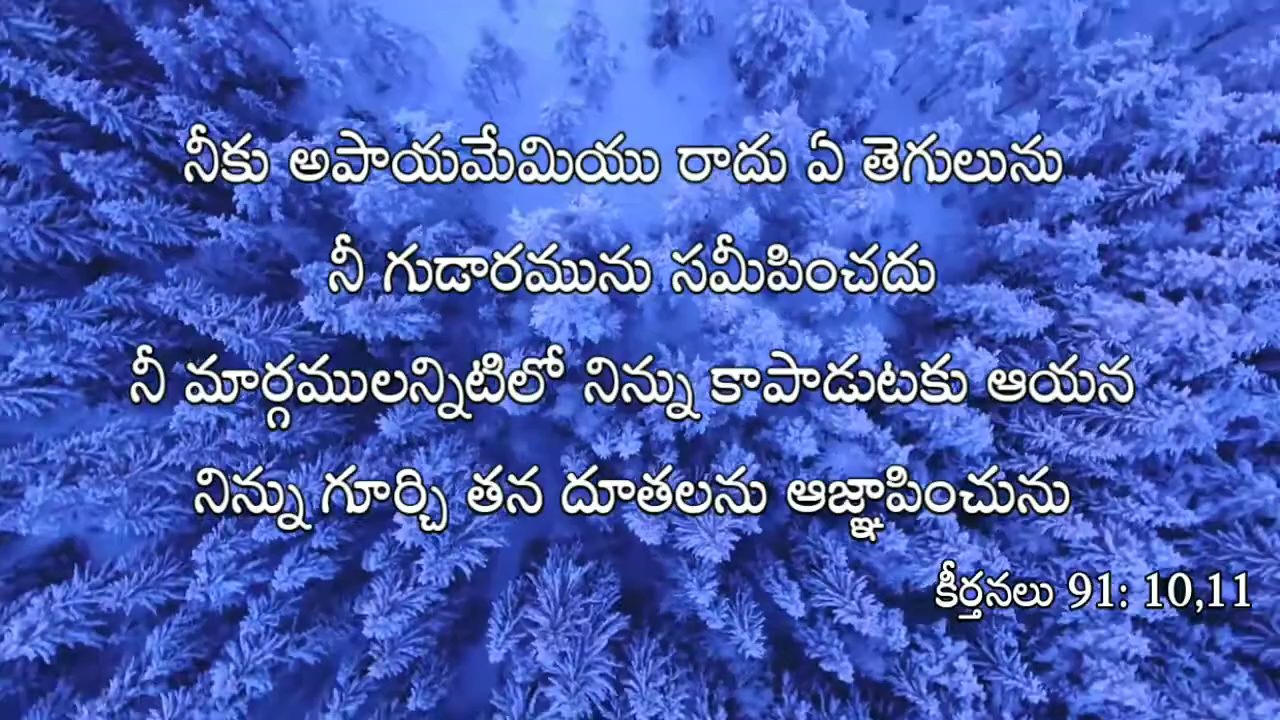 నీకు అపాయమేమియు రాదు ఏ తెగులును
నీ గుడారమును సమీపించదు
నీ మార్గములన్నిటిలో నిన్ను కాపాడుటకు ఆయన
నిన్ను గూర్చి తన దూతలను ఆజ్ఞాపించును
కీర్తనలు 91: 10,11